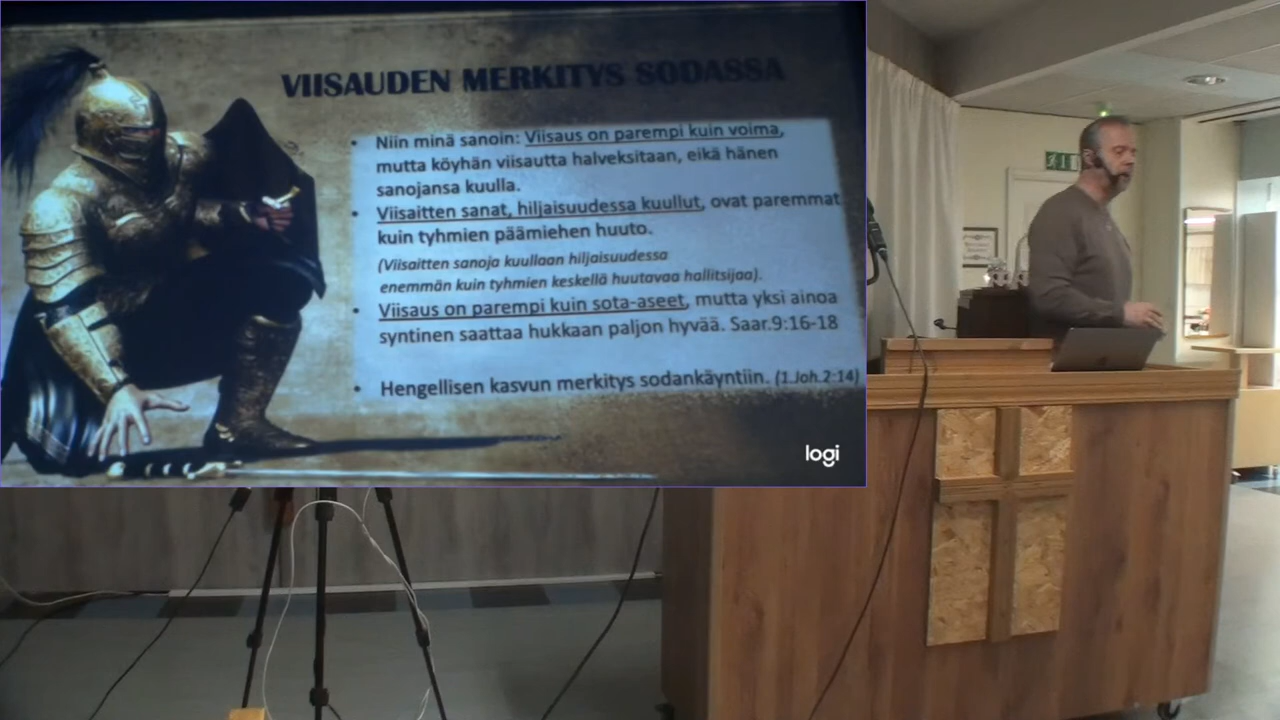 VIISAUDEN MERKITYS SODASSA
• Niin minä sanoin: Viisaus on parempi kuin voima,
mutta köyhän viisautta halveksitaan, eikä hänen
sanojansa kuulla.
• Viisaitten sanat, hiljaisuudessa kuullut, ovat paremmat
kuin tyhmien päämiehen huuto.
(Viisaitten sanoja kuullaan hiljaisuudessa
enemmän kuin tyhmien keskellä huutavaa hallitsijaa).
• Viisaus on parempi kuin sota-aseet, mutta yksi ainoa
syntinen saattaa hukkaan paljon hyvää. Saar.9:16-18
• Hengellisen kasvun merkitys sodankäyntiin. (1.Joh.2:14)
logi